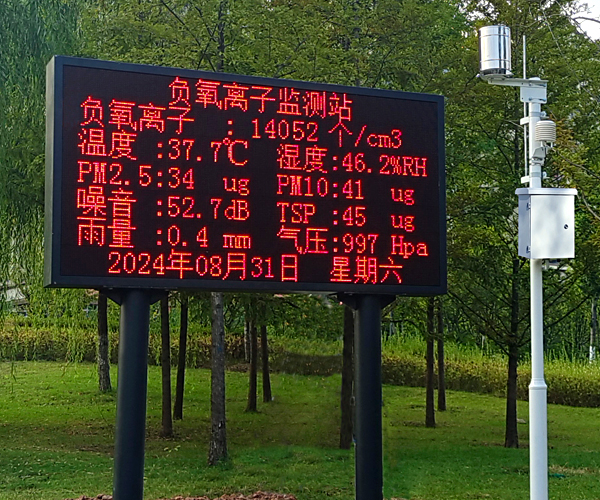 负氧离子监测站
负氧离子 : 14052 个/cm3
温度 :37.7℃ 湿度:46.2%RH
PM2.5:34 ug PM10:41 ug
噪音 :52.7dB TSP :45 ug
雨量 :0.4 mm 气压:997 Hpa
2024年08月31日 星期六